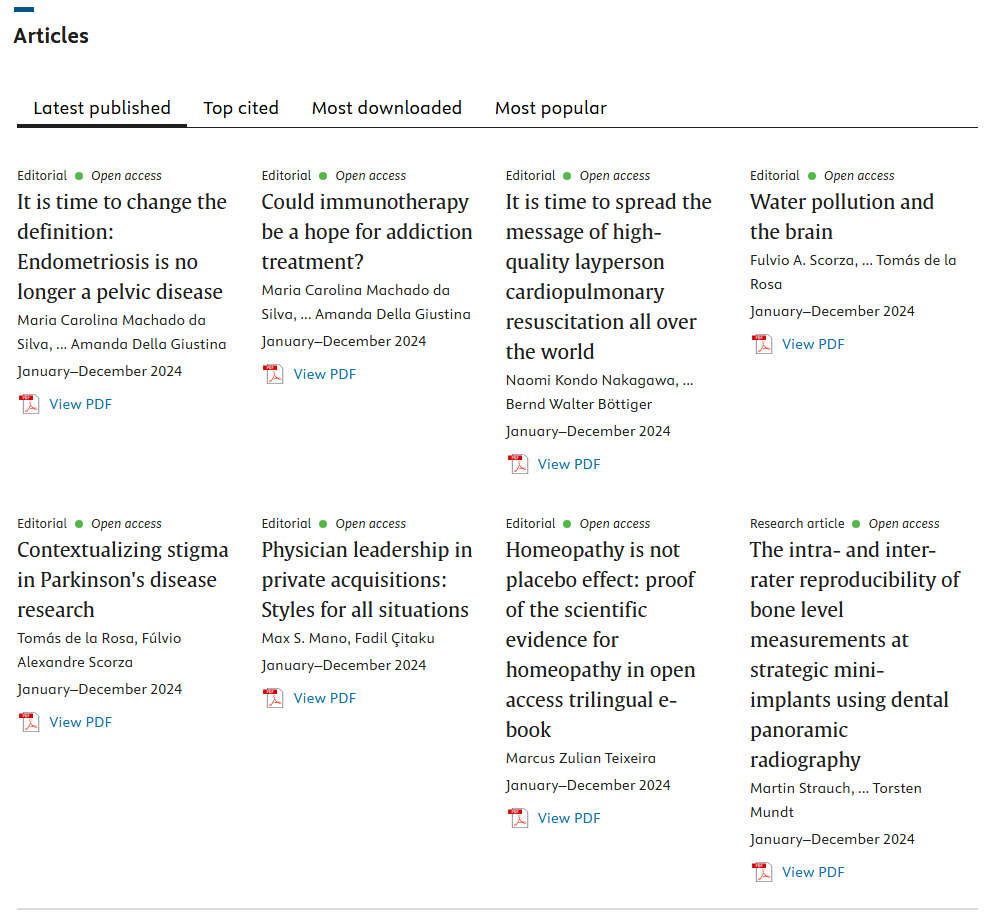 Articles
Latest published
Top cited
Most downloaded
Most popular
Editorial Open access
It is time to change the
definition:
Endometriosis is no
longer a pelvic disease
Maria Carolina Machado da
Silva, ... Amanda Della Giustina
January–December 2024
View PDF
Editorial Open access
Could immunotherapy
be a hope for addiction
treatment?
Maria Carolina Machado da
Silva, ... Amanda Della Giustina
January–December 2024
View PDF
Editorial Open access
It is time to spread the
message of high-
quality layperson
cardiopulmonary
resuscitation all over
the world
Naomi Kondo Nakagawa, ...
Bernd Walter Böttiger
January–December 2024
View PDF
Editorial Open access
Water pollution and
the brain
Fulvio A. Scorza, ... Tomás de la
Rosa
January–December 2024
View PDF
Editorial Open access
Contextualizing stigma
in Parkinson's disease
research
Tomás de la Rosa, Fúlvio
Alexandre Scorza
January–December 2024
View PDF
Editorial Open access
Physician leadership in
private acquisitions:
Styles for all situations
Max S. Mano, Fadil Çitaku
January–December 2024
View PDF
Editorial Open access
Homeopathy is not
placebo effect: proof
of the scientific
evidence for
homeopathy in open
access trilingual e-
book
Marcus Zulian Teixeira
January–December 2024
View PDF
Research article Open access
The intra- and inter-
rater reproducibility of
bone level
measurements at
strategic mini-
implants using dental
panoramic
radiography
Martin Strauch, ... Torsten
Mundt
January–December 2024
View PDF